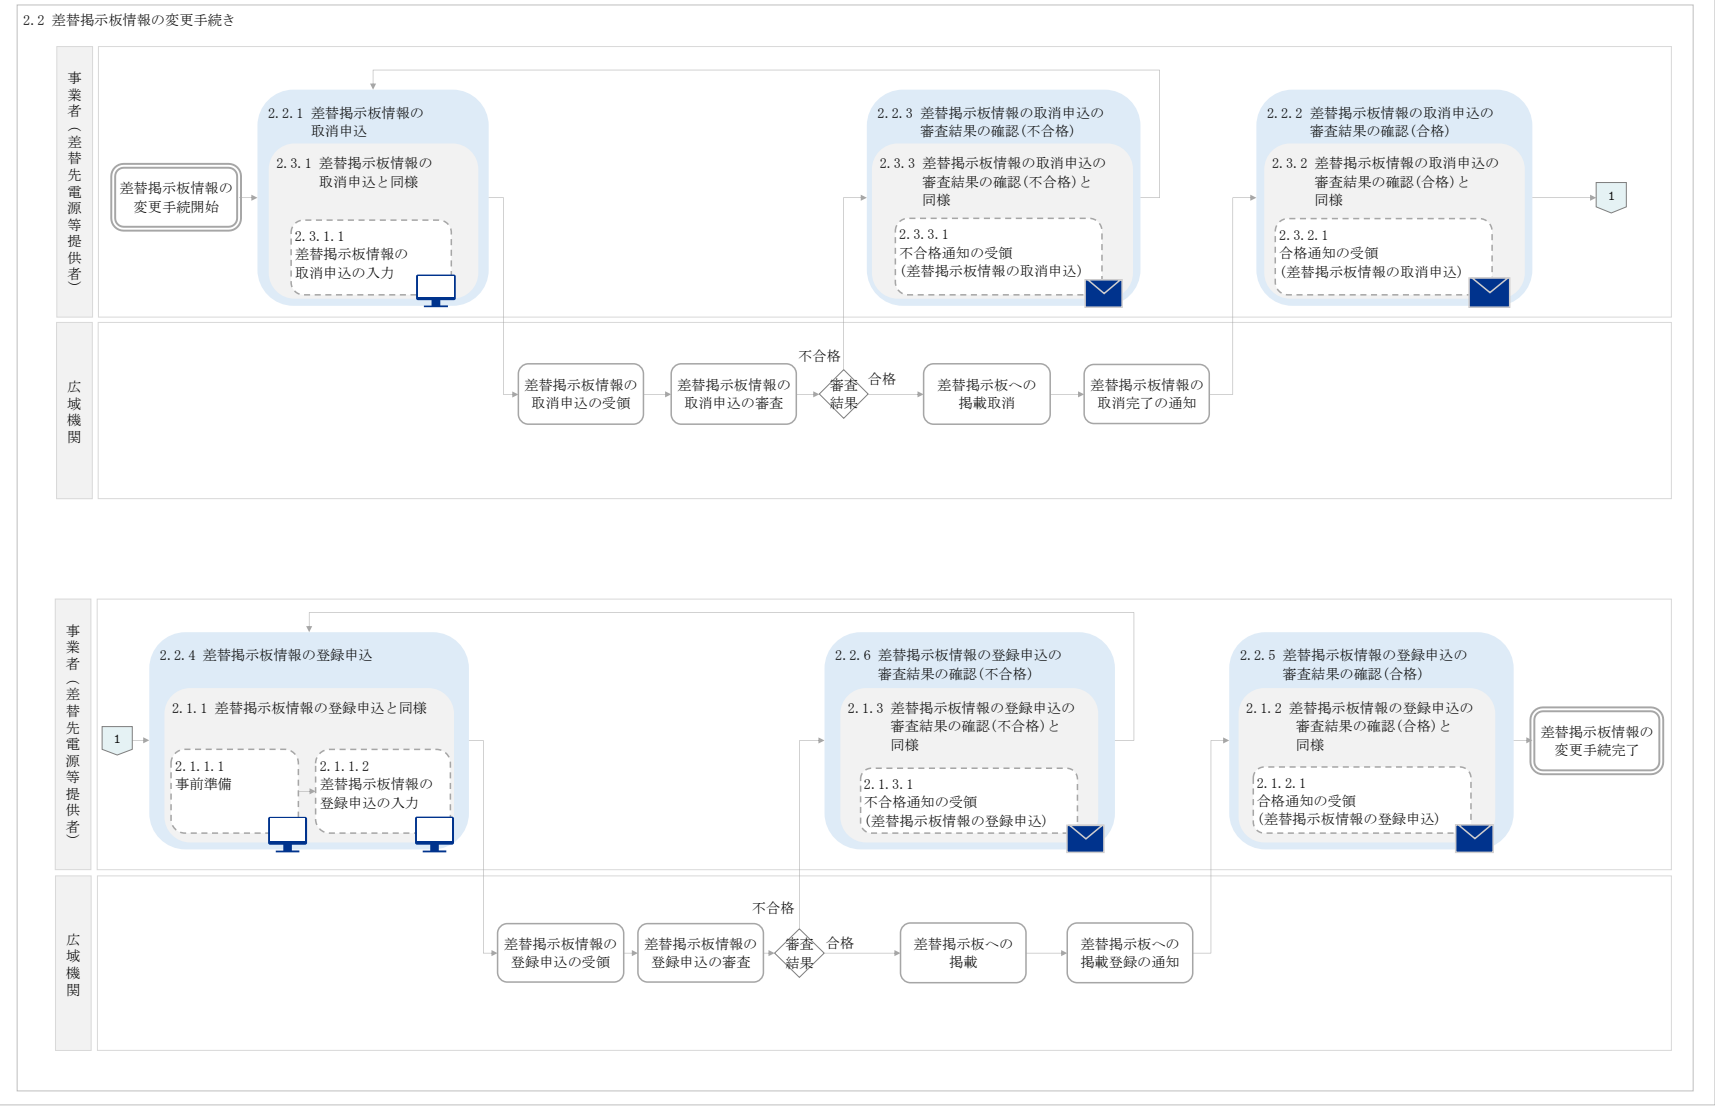 2.2 差替掲示板情報の変更手続き
事業者(差替先電源等提供者)
差替掲示板情報の
変更手続開始
2.2.1 差替掲示板情報の
取消申込
2.3.1 差替掲示板情報の
取消申込と同様
2.3.1.1
差替掲示板情報の
取消申込の入力
2.2.3 差替掲示板情報の取消申込の
審査結果の確認(不合格)
2.3.3 差替掲示板情報の取消申込の
審査結果の確認(不合格)と
同様
2.3.3.1
不合格通知の受領
(差替掲示板情報の取消申込)
2.2.2 差替掲示板情報の取消申込の
審査結果の確認(合格)
2.3.2 差替掲示板情報の取消申込の
審査結果の確認(合格)と
同様
2.3.2.1
合格通知の受領
(差替掲示板情報の取消申込)
1
広域機関
差替掲示板情報の
取消申込の受領
差替掲示板情報の
取消申込の審査
不合格
審査
結果
合格
差替掲示板への
掲載取消
差替掲示板情報の
取消完了の通知
事業者(差替先電源等提供者)
1
2.2.4 差替掲示板情報の登録申込
2.1.1 差替掲示板情報の登録申込と同様
2.1.1.1
事前準備
2.1.1.2
差替掲示板情報の
登録申込の入力
2.2.6 差替掲示板情報の登録申込の
審査結果の確認(不合格)
2.1.3 差替掲示板情報の登録申込の
審査結果の確認(不合格)と
同様
2.1.3.1
不合格通知の受領
(差替掲示板情報の登録申込)
2.2.5 差替掲示板情報の登録申込の
審査結果の確認(合格)
2.1.2 差替掲示板情報の登録申込の
審査結果の確認(合格)と
同様
2.1.2.1
合格通知の受領
(差替掲示板情報の登録申込)
差替掲示板情報の
変更手続完了
広域機関
差替掲示板情報の
登録申込の受領
差替掲示板情報の
登録申込の審査
不合格
審査
結果
合格
差替掲示板への
掲載
差替掲示板への
掲載登録の通知